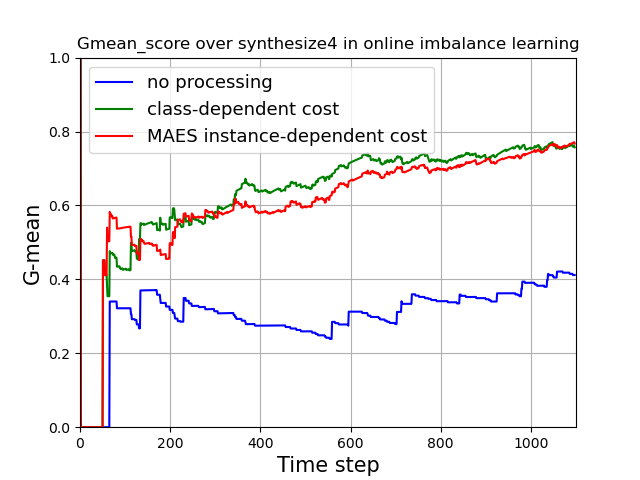 Gmean_score over synthesize4 in online imbalance learning
1.0
no processing
class-dependent cost
MAES instance-dependent cost
0.8
0.6
G-mean
0.4
0.2
0.0
0 200 400 600 800 1000
Time step